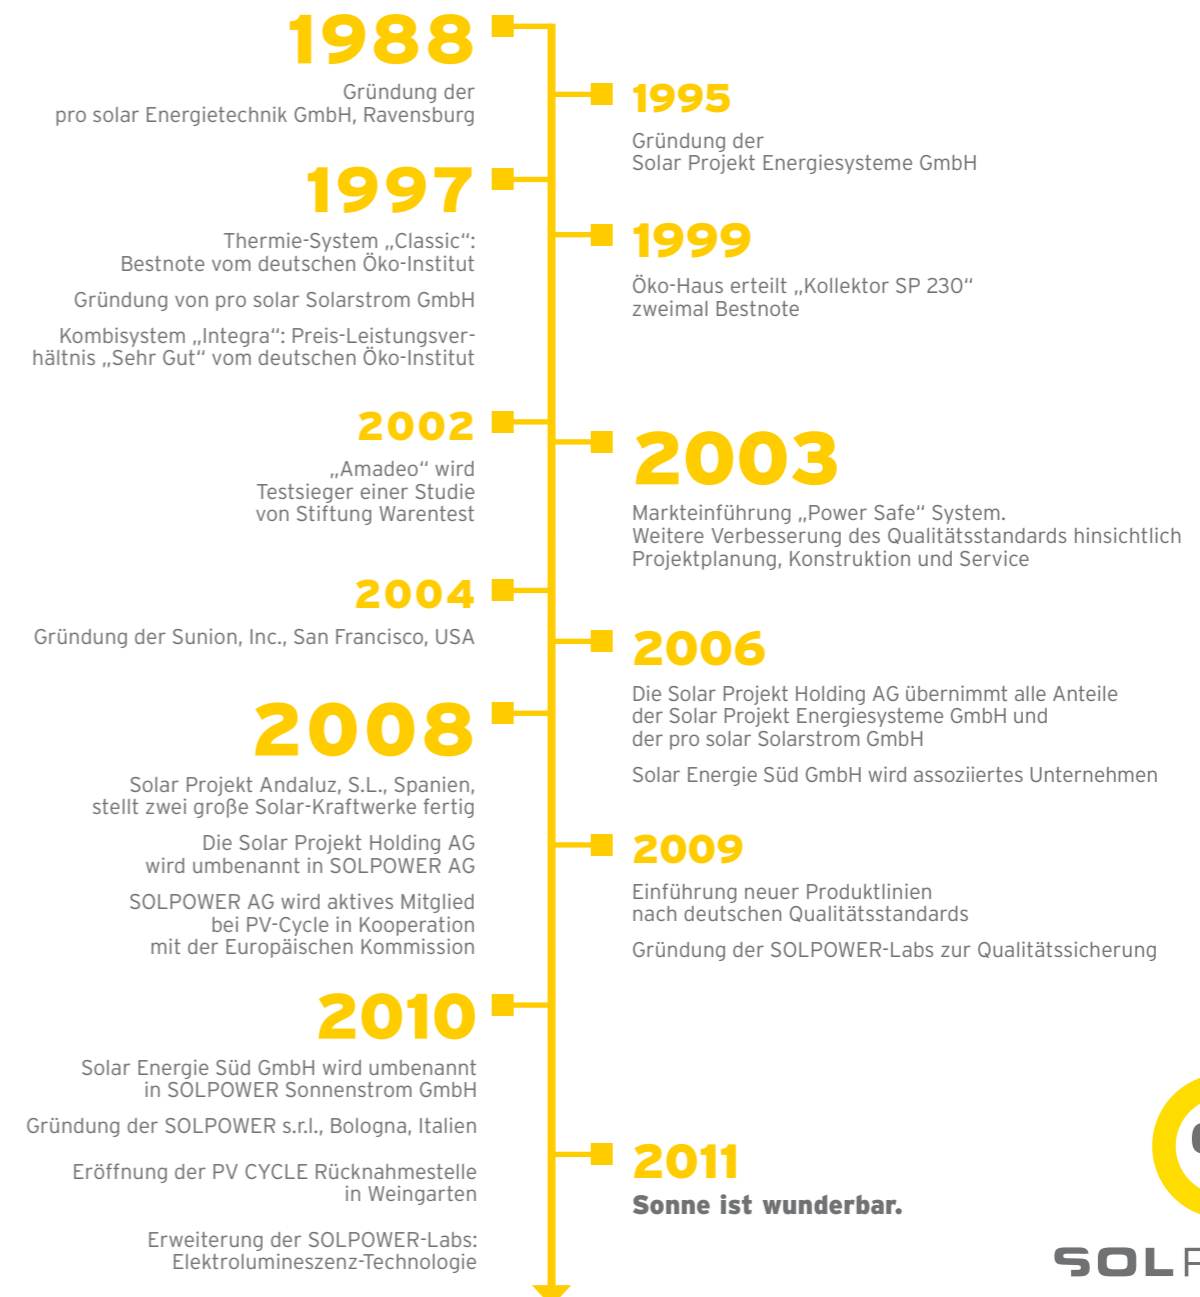 1988
Gründung der
pro solar Energietechnik GmbH, Ravensburg
1995
Gründung der
Solar Projekt Energiesysteme GmbH
1997
Thermie-System „Classic“:
Bestnote vom deutschen Öko-Institut
Gründung von pro solar Solarstrom GmbH
Kombisystem „Integra“: Preis-Leistungsver-
hältnis „Sehr Gut“ vom deutschen Öko-Institut
1999
Öko-Haus erteilt „Kollektor SP 230“
zweimal Bestnote
2002
„Amadeo“ wird
Testsieger einer Studie
von Stiftung Warentest
2003
Markteinführung „Power Safe“ System.
Weitere Verbesserung des Qualitätsstandards hinsichtlich
Projektplanung, Konstruktion und Service
2004
Gründung der Sunion, Inc., San Francisco, USA
2006
Die Solar Projekt Holding AG übernimmt alle Anteile
der Solar Projekt Energiesysteme GmbH und
der pro solar Solarstrom GmbH
Solar Energie Süd GmbH wird assoziiertes Unternehmen
2008
Solar Projekt Andaluz, S.L., Spanien,
stellt zwei große Solar-Kraftwerke fertig
Die Solar Projekt Holding AG
wird umbenannt in SOLPOWER AG
SOLPOWER AG wird aktives Mitglied
bei PV-Cycle in Kooperation
mit der Europäischen Kommission
2009
Einführung neuer Produktlinien
nach deutschen Qualitätsstandards
Gründung der SOLPOWER-Labs zur Qualitätssicherung
2010
Solar Energie Süd GmbH wird umbenannt
in SOLPOWER Sonnenstrom GmbH
Gründung der SOLPOWER s.r.l., Bologna, Italien
Eröffnung der PV CYCLE Rücknahmestelle
in Weingarten
Erweiterung der SOLPOWER-Labs:
Elektrolumineszenz-Technologie
2011
Sonne ist wunderbar.
SOL